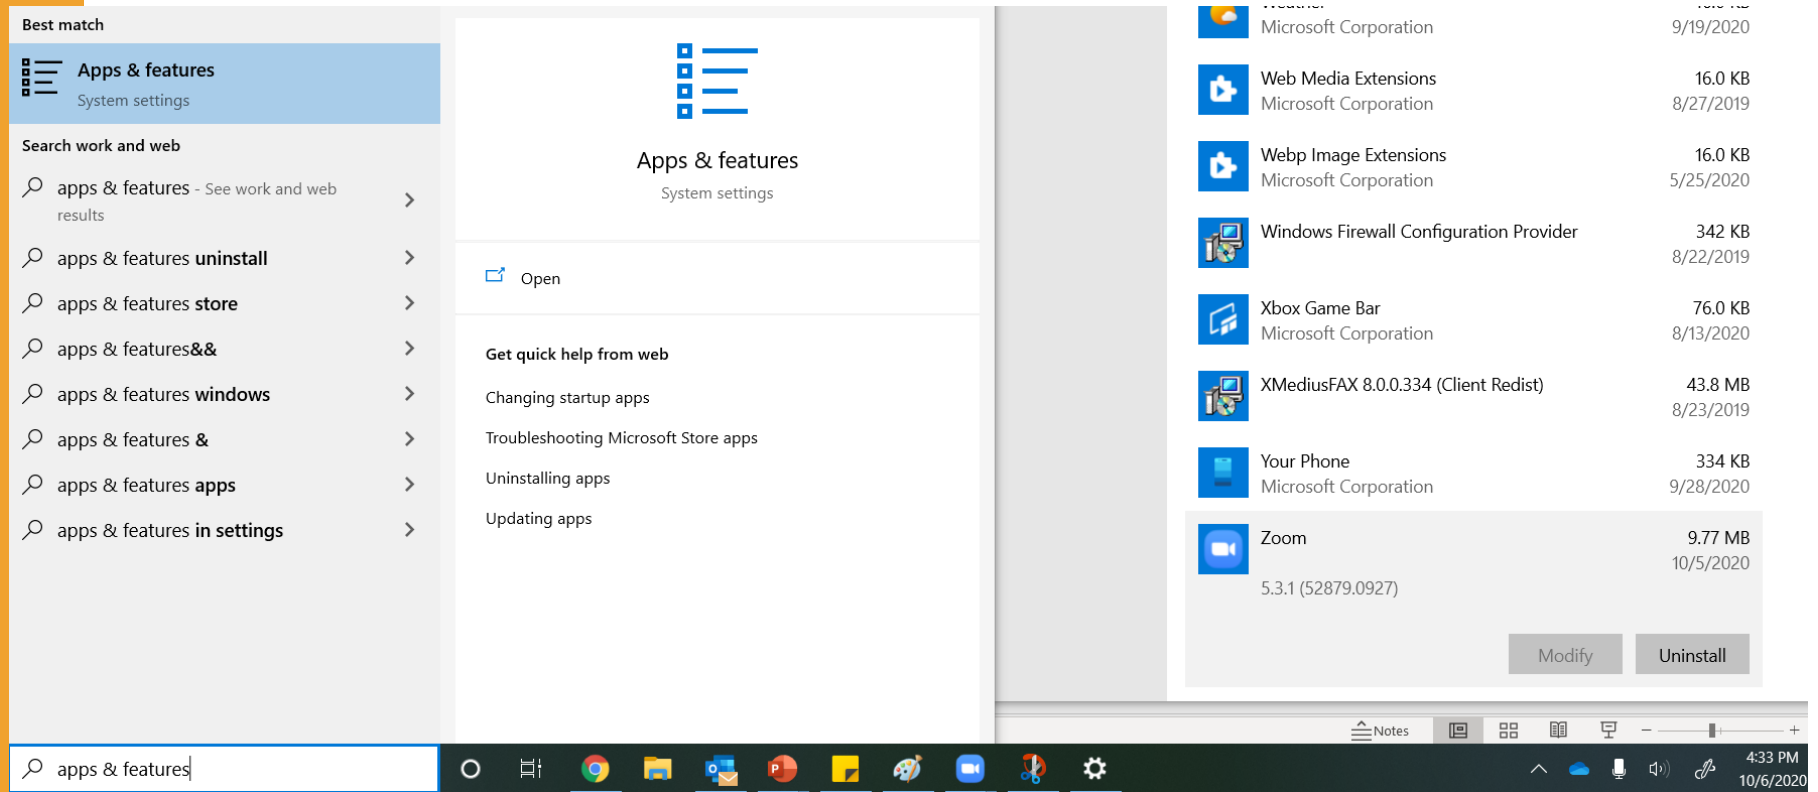 Best match
Apps & features
System settings
Search work and web
apps & features - See work and web
results
apps & features uninstall
apps & features store
apps & features&&
apps & features windows
apps & features &
apps & features apps
apps & features in settings
apps & features
Apps & features
System settings
Open
Get quick help from web
Changing startup apps
Troubleshooting Microsoft Store apps
Uninstalling apps
Updating apps
Microsoft Corporation 9/19/2020
Web Media Extensions 16.0 KB
Microsoft Corporation 8/27/2019
Webp Image Extensions 16.0 KB
Microsoft Corporation 5/25/2020
Windows Firewall Configuration Provider 342 KB
8/22/2019
Xbox Game Bar 76.0 KB
Microsoft Corporation 8/13/2020
XMediusFAX 8.0.0.334 (Client Redist) 43.8 MB
8/23/2019
Your Phone 334 KB
Microsoft Corporation 9/28/2020
Zoom 9.77 MB
10/5/2020
5.3.1 (52879.0927)
Modify Uninstall
Notes
4:33 PM
10/6/2020